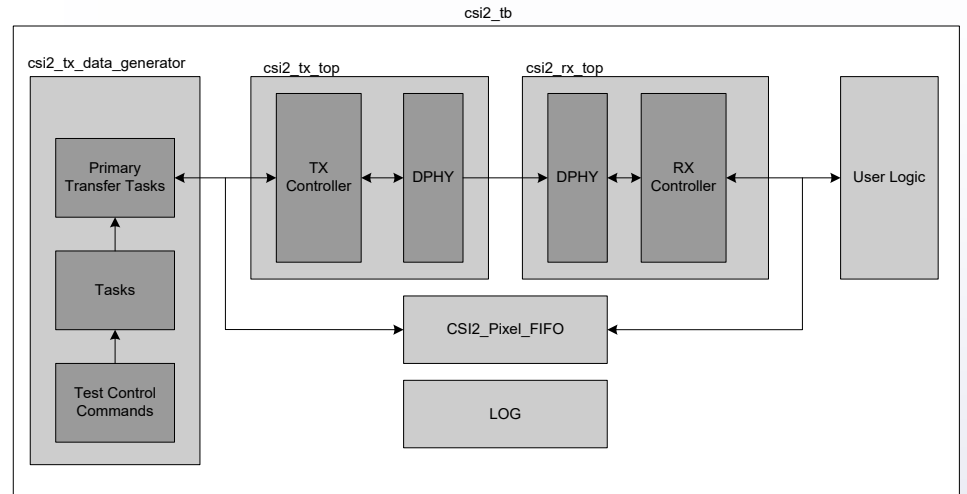 csi2_tb
csi2_tx_data_generator
csi2_tx_top
csi2_rx_top
Primary
Transfer Tasks
TX
Controller
DPHY
DPHY
RX
Controller
User Logic
Tasks
CSI2_Pixel_FIFO
Test Control
Commands
LOG